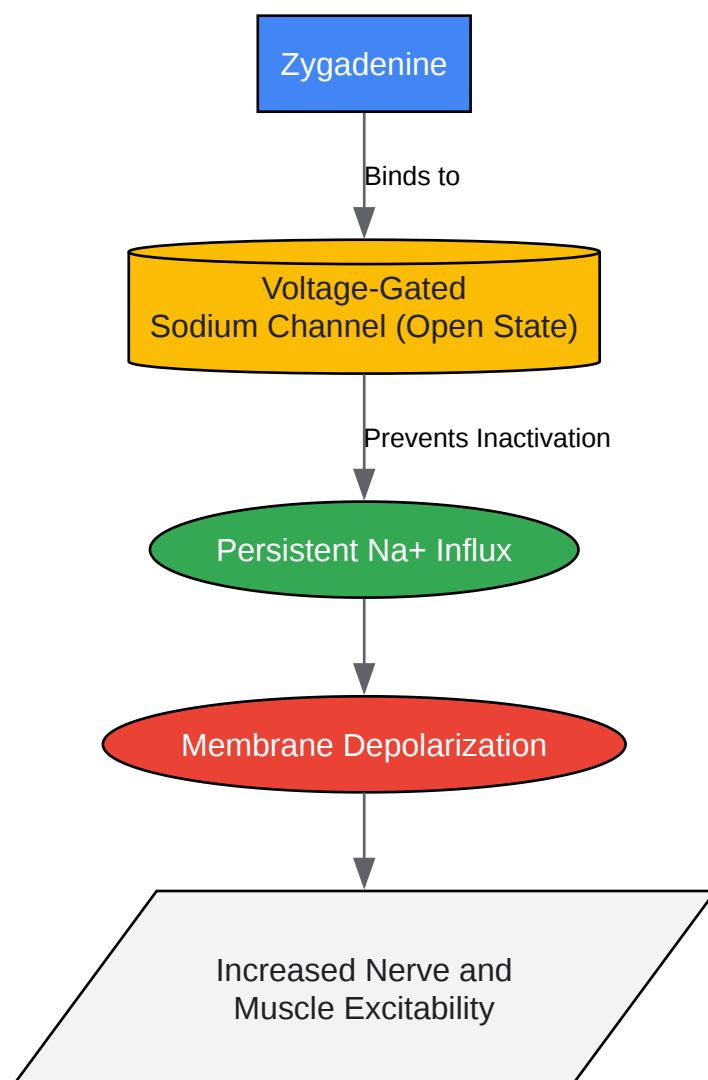 Zygadenine
Binds to
Voltage-Gated
Sodium Channel (Open State)
Prevents Inactivation
Persistent Na+ Influx
Membrane Depolarization
Increased Nerve and
Muscle Excitability